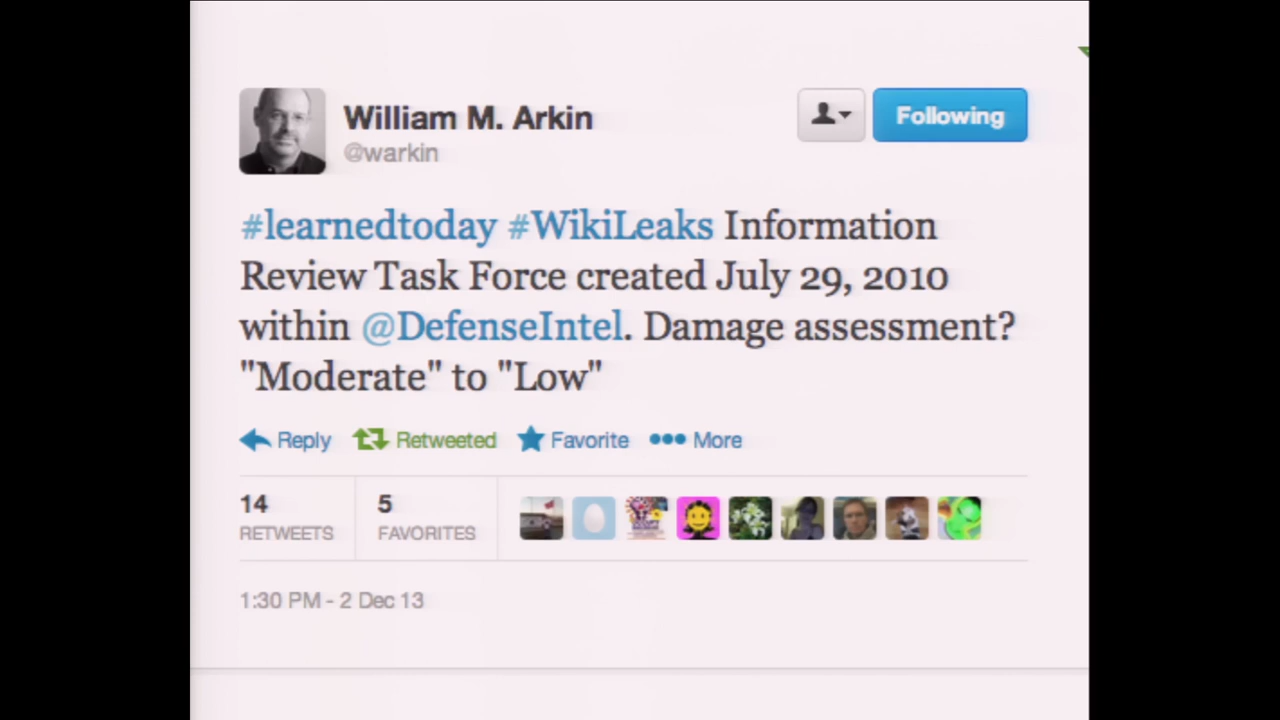 William M. Arkin
@warkin
Following
#learnedtoday #WikiLeaks Information
Review Task Force created July 29, 2010
within @DefenseIntel. Damage assessment?
"Moderate" to "Low"
Reply Retweeted Favorite More
14 5
RETWEETS FAVORITES
1:30 PM - 2 Dec 13